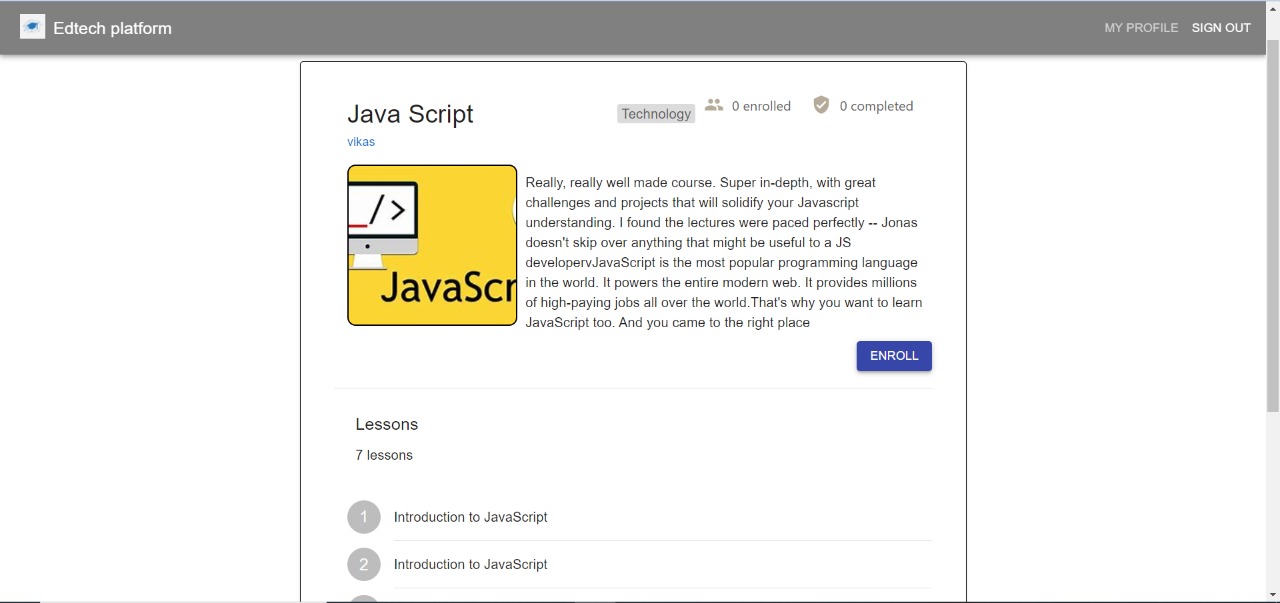 Edtech platform
MY PROFILE SIGN OUT
Java Script
Technology
0 enrolled
0 completed
vikas
_/>
JavaScr
Really, really well made course. Super in-depth, with great
challenges and projects that will solidify your Javascript
understanding. I found the lectures were paced perfectly -- Jonas
doesn't skip over anything that might be useful to a JS
developervJavaScript is the most popular programming language
in the world. It powers the entire modern web. It provides millions
of high-paying jobs all over the world.That's why you want to learn
JavaScript too. And you came to the right place
ENROLL
Lessons
7 lessons
1 Introduction to JavaScript
2 Introduction to JavaScript